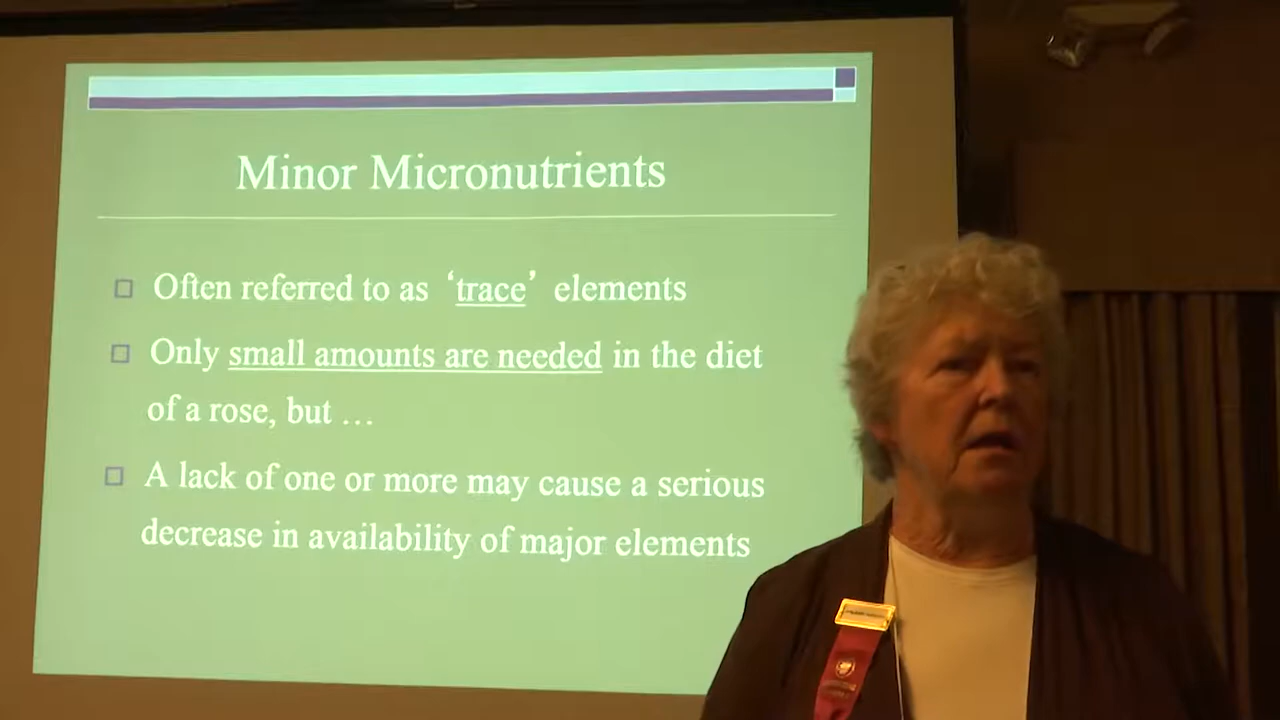 Minor Micronutrients
Often referred to as ‘trace’ elements
Only small amounts are needed in the diet
of a rose, but ...
A lack of one or more may cause a serious
decrease in availability of major elements